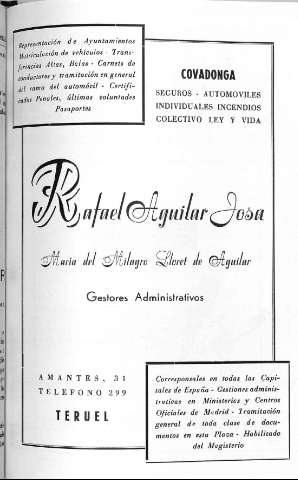 Representación de Ayuntamientos
Matriculación de vehículos - Trans-
ferencias Altas, Bajas - Carnets de
conductores y tramitación en general
del ramo del automóvil - Certifi-
cados Penales, últimas voluntades
Pasaportes
COVADONGA
SEGUROS - AUTOMOVILES
INDIVIDUALES INCENDIOS
COLECTIVO LEY Y VIDA
Rafael Aguilar Josa
Maria del Milagro Lloret de Aguilar
Gestores Administrativos
AMANTES, 31
TELEFONO 299
TERUEL
Corresponsales en todas las Capi-
tales de España - Gestiones adminis-
trativas en Ministerios y Centros
Oficiales de Madrid - Tramitación
general de toda clase de docu-
mentos en esta Plaza - Habilitado
del Magisterio